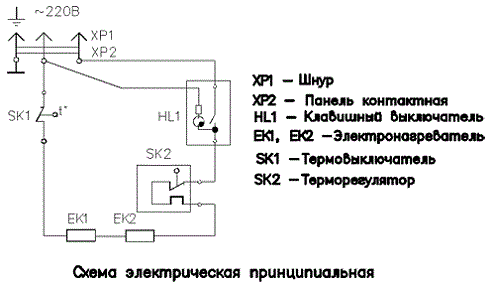 ~220В
XP1
XP2
SK1
t°
HL1
SK2
EK1
EK2
XP1 – Шнур
XP2 – Панель контактная
HL1 – Клавишный выключатель
EK1, EK2 –Электронагреватель
SK1 –Термовыключатель
SK2 – Терморегулятор
Схема электрическая принципиальная